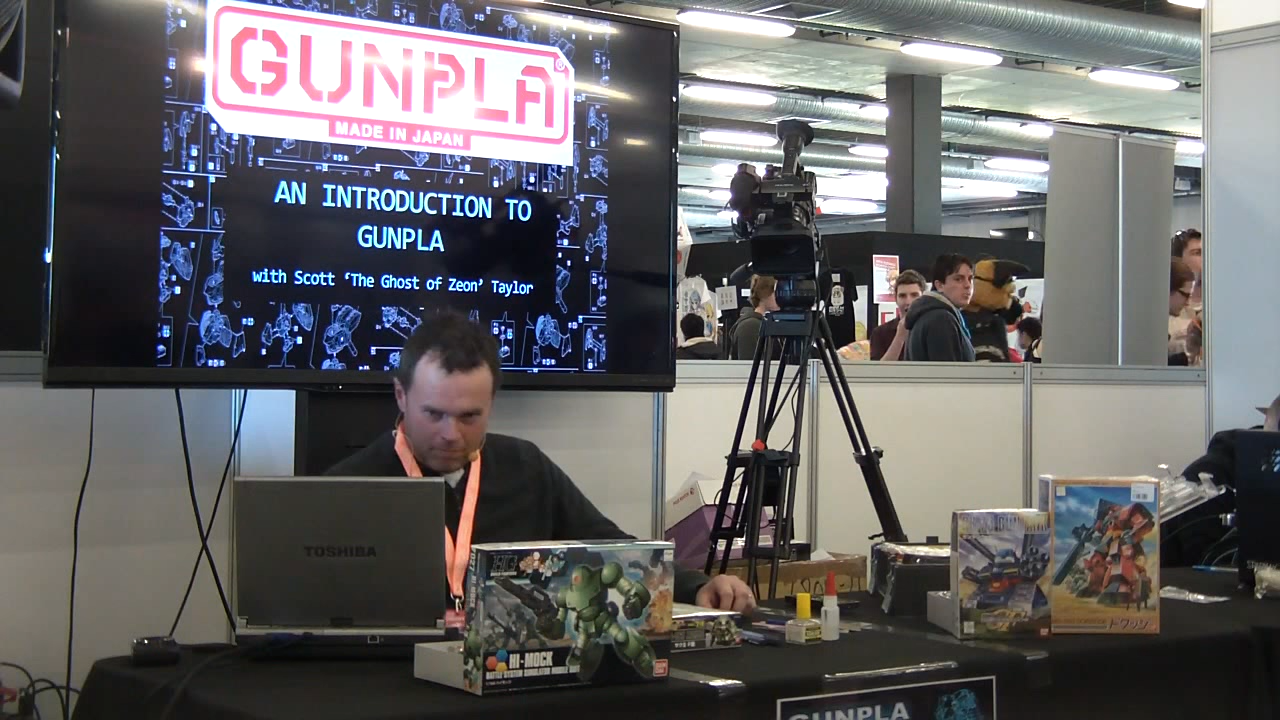 GUNPLA®
MADE IN JAPAN
AN INTRODUCTION TO
GUNPLA
with Scott ‘The Ghost of Zeon’ Taylor
TOSHIBA
HG
HI-MOCK
GUNPLA